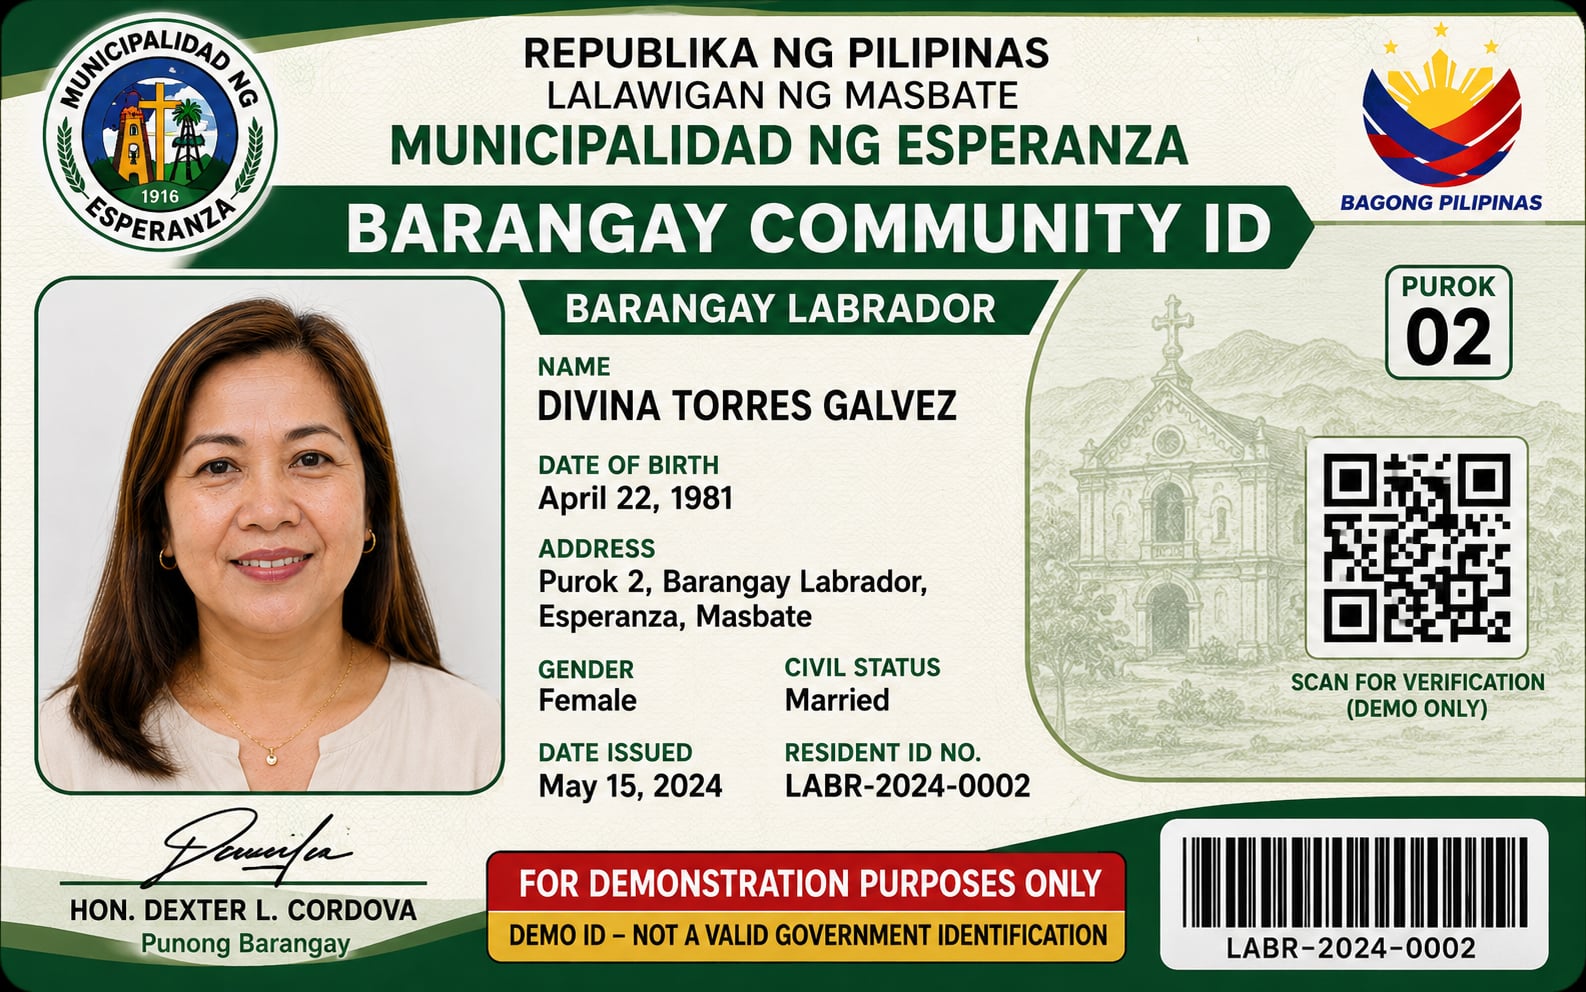 MUNICIPALIDAD NG ESPERANZA
1916
REPUBLIKA NG PILIPINAS
LALAWIGAN NG MASBATE
MUNICIPALIDAD NG ESPERANZA
BAGONG PILIPINAS
BARANGAY COMMUNITY ID
BARANGAY LABRADOR
PUROK
02
NAME
DIVINA TORRES GALVEZ
DATE OF BIRTH
April 22, 1981
ADDRESS
Purok 2, Barangay Labrador,
Esperanza, Masbate
GENDER
Female
CIVIL STATUS
Married
DATE ISSUED
May 15, 2024
RESIDENT ID NO.
LABR-2024-0002
SCAN FOR VERIFICATION
(DEMO ONLY)
HON. DEXTER L. CORDOVA
Punong Barangay
FOR DEMONSTRATION PURPOSES ONLY
DEMO ID – NOT A VALID GOVERNMENT IDENTIFICATION
LABR-2024-0002